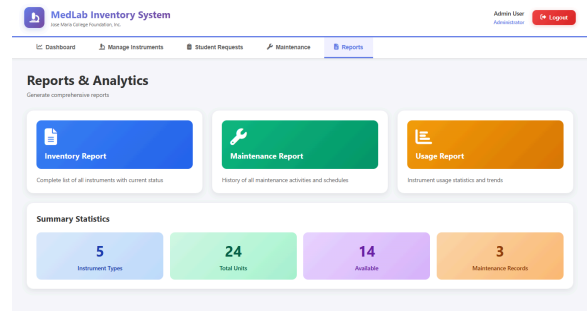 MedLab Inventory System
Jose Maria College Foundation, Inc.
Admin User
Administrator
Logout
Dashboard
Manage Instruments
Student Requests
Maintenance
Reports
Reports & Analytics
Generate comprehensive reports
Inventory Report
Complete list of all instruments with current status
Maintenance Report
History of all maintenance activities and schedules
Usage Report
Instrument usage statistics and trends
Summary Statistics
5
Instrument Types
24
Total Units
14
Available
3
Maintenance Records